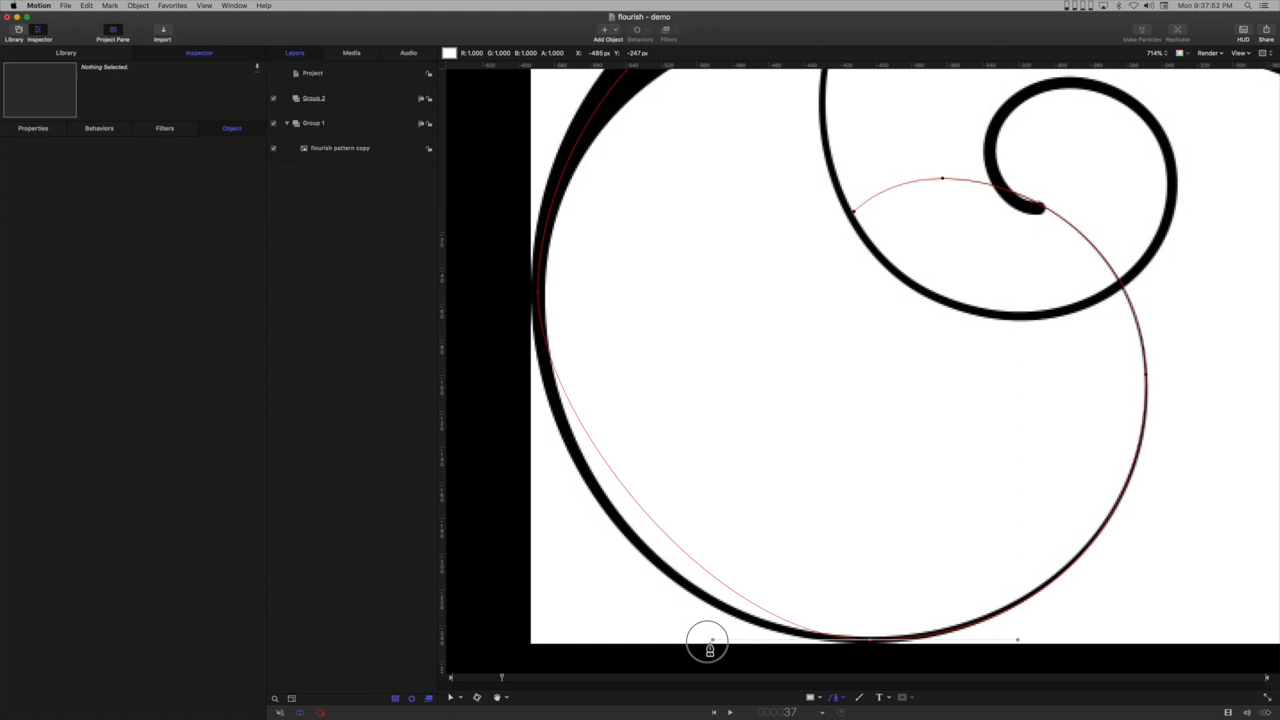 Motion File Edit Mark Object Favorites View Window Help Mon 9:37:52 PM
flourish - demo
Library Inspector Project Pane Import Add Object Behaviors Filters Make Particles Replicate HUD Share
Library Inspector Layers Media Audio X: -485 px Y: -247 px R:1.000 G:1.000 B:1.000 A:1.000 714% Render View
Nothing Selected.
Project
Group 2
Group 1
flourish pattern copy
Properties Behaviors Filters Object
T
000037